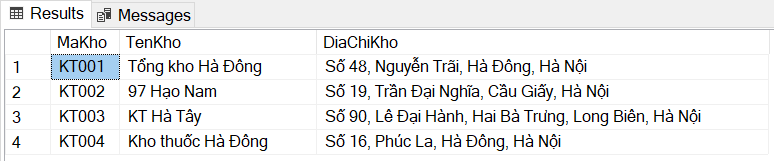 Results Messages
MaKho TenKho DiaChiKho
1 KT001 Tổng kho Hà Đông Số 48, Nguyễn Trãi, Hà Đông, Hà Nội
2 KT002 97 Hạo Nam Số 19, Trần Đại Nghĩa, Cầu Giấy, Hà Nội
3 KT003 KT Hà Tây Số 90, Lê Đại Hành, Hai Bà Trưng, Long Biên, Hà Nội
4 KT004 Kho thuốc Hà Đông Số 16, Phúc La, Hà Đông, Hà Nội